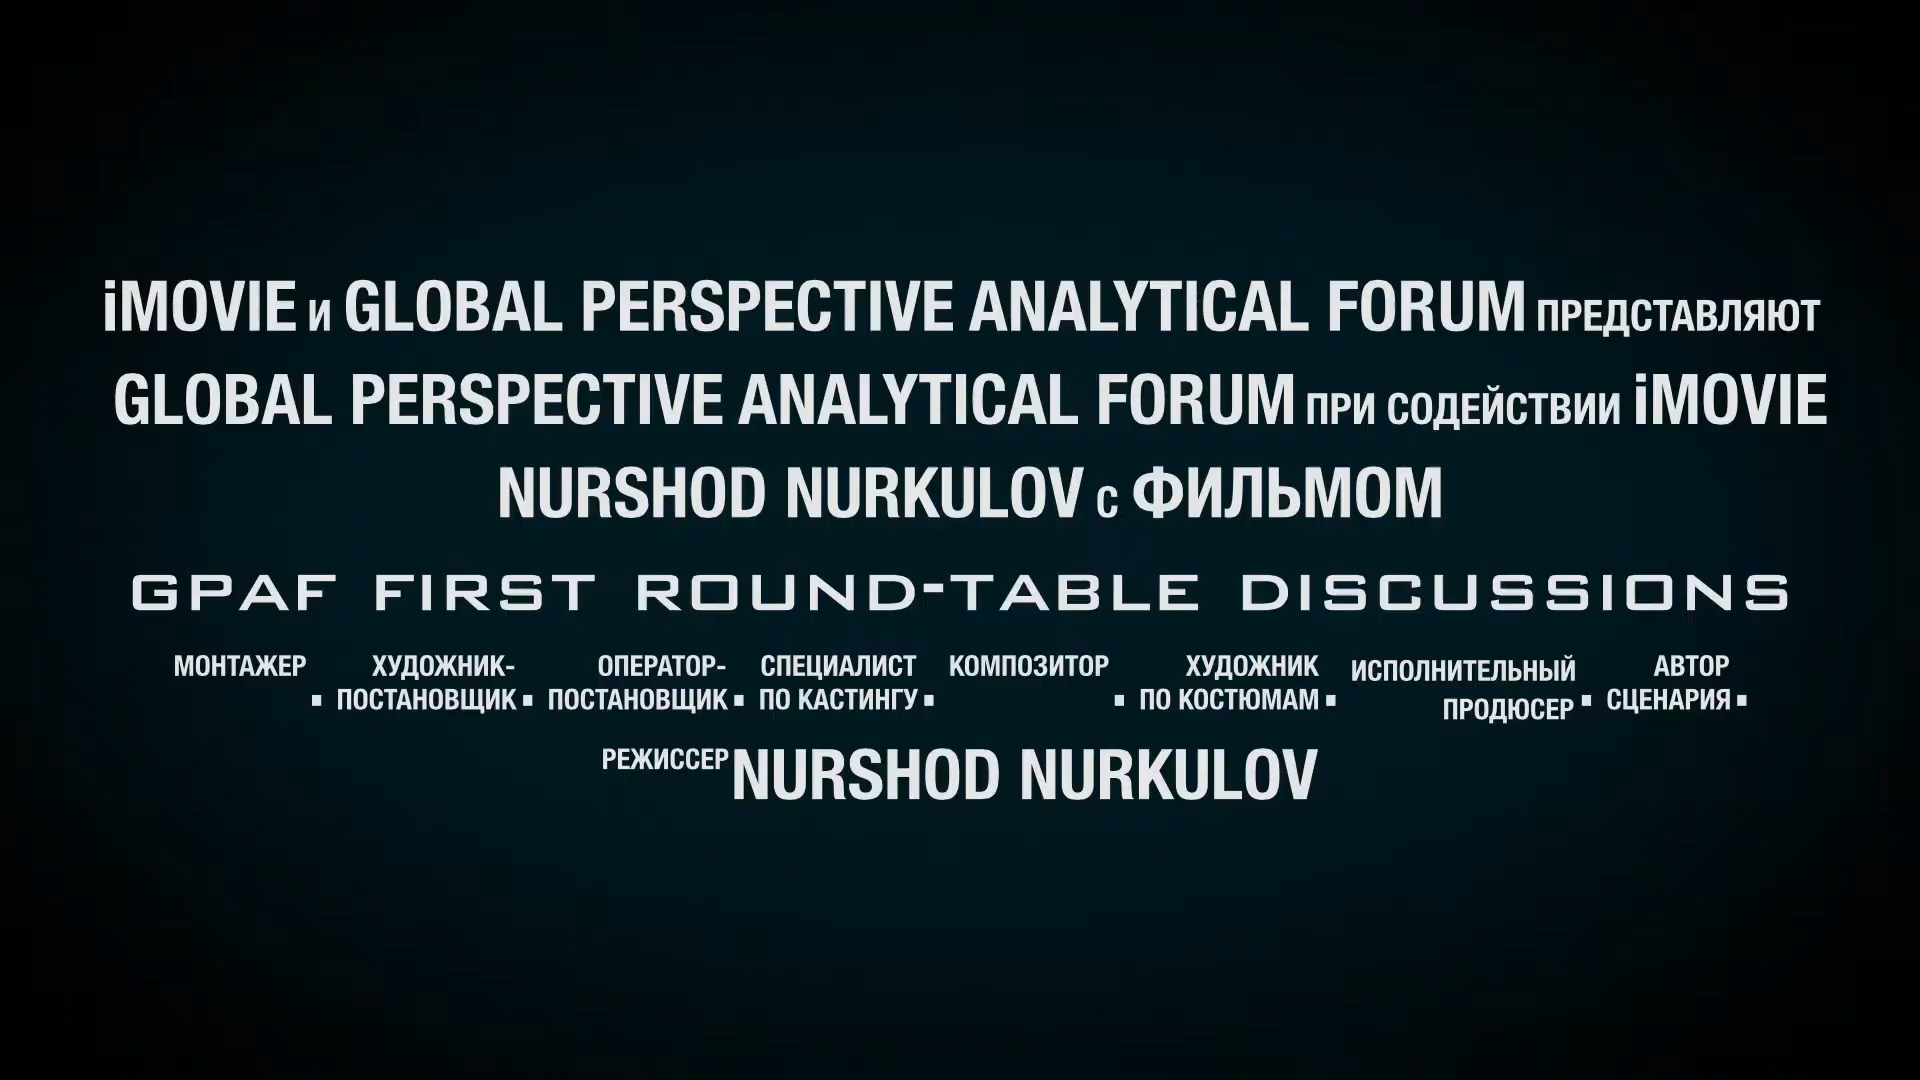 iMOVIE и GLOBAL PERSPECTIVE ANALYTICAL FORUM ПРЕДСТАВЛЯЮТ
GLOBAL PERSPECTIVE ANALYTICAL FORUM ПРИ СОДЕЙСТВИИ iMOVIE
NURSHOD NURKULOV С ФИЛЬМОМ
GPAF FIRST ROUND-TABLE DISCUSSIONS
МОНТАЖЕР ХУДОЖНИК- ОПЕРАТОР- СПЕЦИАЛИСТ КОМПОЗИТОР ХУДОЖНИК ИСПОЛНИТЕЛЬНЫЙ АВТОР
ПОСТАНОВЩИК ПОСТАНОВЩИК ПО КАСТИНГУ ПО КОСТЮМАМ ПРОДЮСЕР СЦЕНАРИЯ
РЕЖИССЕР NURSHOD NURKULOV